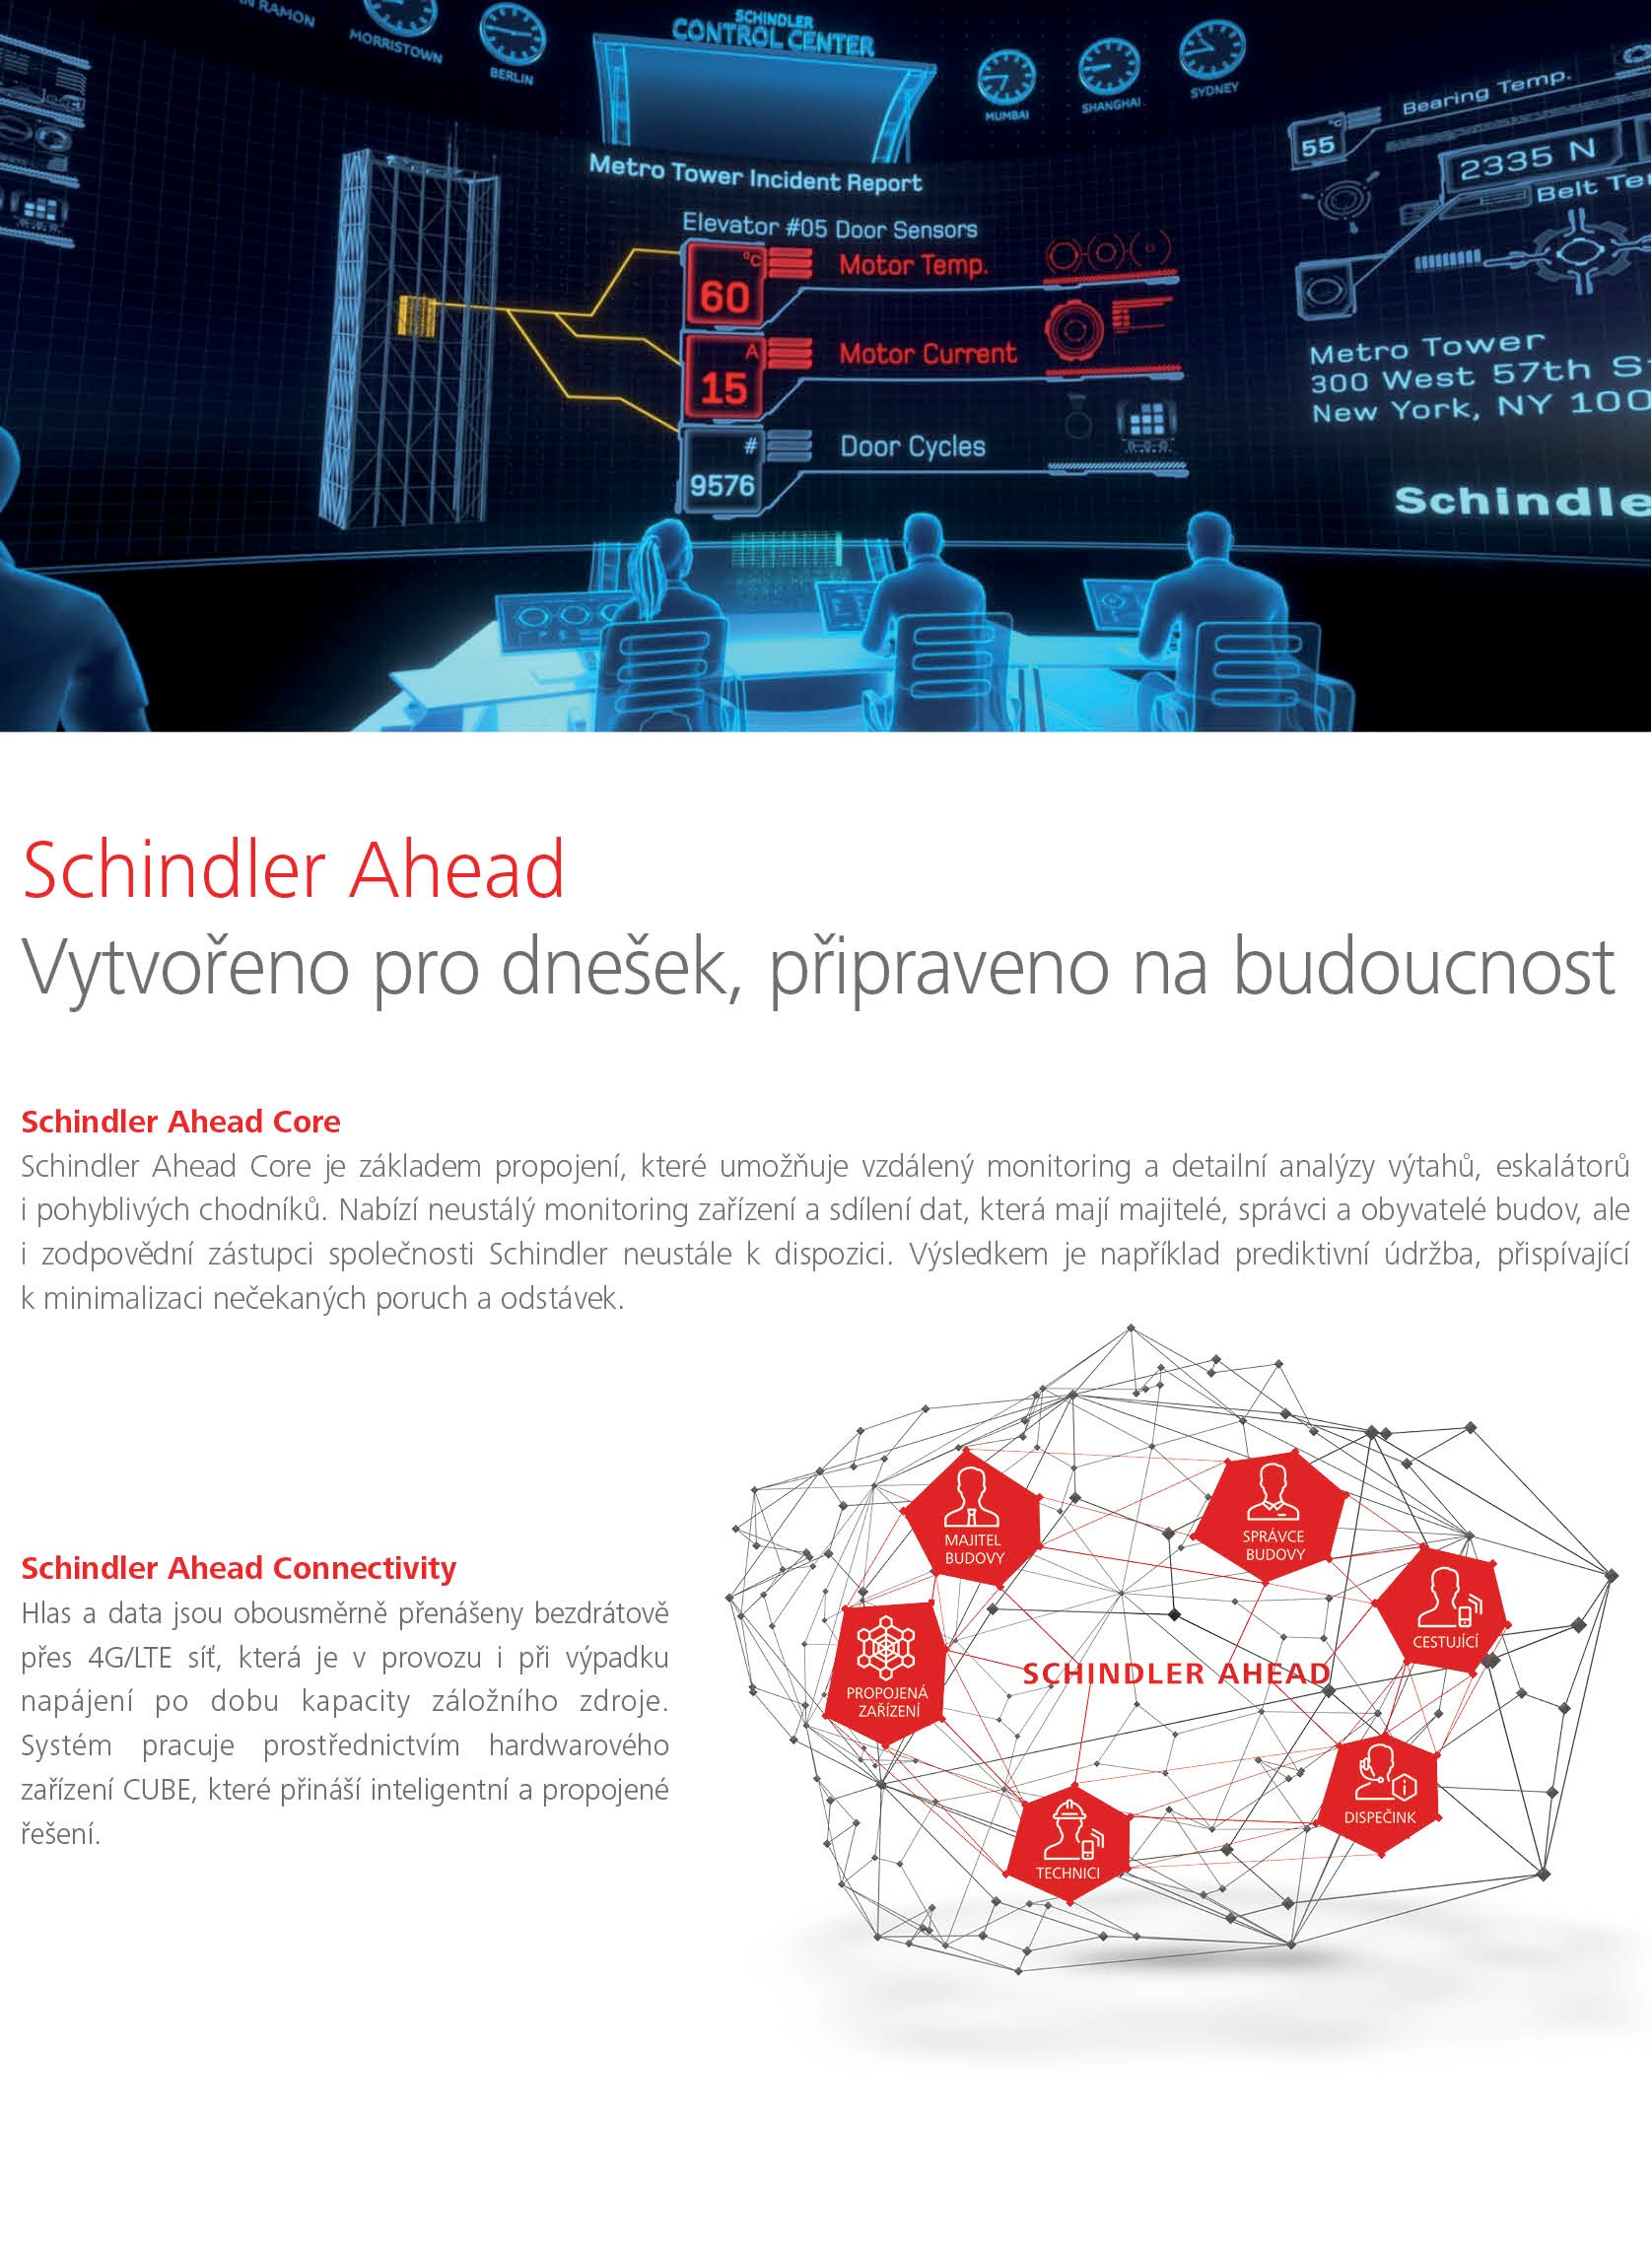 RAMON
MORRISTOWN
BERLIN
SCHINDLER
CONTROL CENTER
MUMBAI
SHANGHAI
SYDNEY
Metro Tower Incident Report
Elevator #05 Door Sensors
°C
60
Motor Temp.
A
15
Motor Current
#
9576
Door Cycles
55
°C
Bearing Temp.
2335 N
Belt
Metro Tower
300 West 57th
New York, NY
Schindler Ahead
Vytvořeno pro dnešek, připraveno na budoucnost
Schindler Ahead Core
Schindler Ahead Core je základem propojení, které umožňuje vzdálený monitoring a detailní analýzy výtahů, eskalátorů
i pohyblivých chodníků. Nabízí neustálý monitoring zařízení a sdílení dat, která mají majitelé, správci a obyvatelé budov, ale
i zodpovědní zástupci společnosti Schindler neustále k dispozici. Výsledkem je například prediktivní údržba, přispívající
k minimalizaci nečekaných poruch a odstávek.
Schindler Ahead Connectivity
Hlas a data jsou obousměrně přenášeny bezdrátově
přes 4G/LTE síť, která je v provozu i při výpadku
napájení po dobu kapacity záložního zdroje.
Systém pracuje prostřednictvím hardwarového
zařízení CUBE, které přináší inteligentní a propojené
řešení.
MAJITEL
BUDOVY
SPRÁVCE
BUDOVY
CESTUJÍCÍ
PROPOJENÁ
ZAŘÍZENÍ
SCHINDLER AHEAD
DISPEČINK
TECHNICI